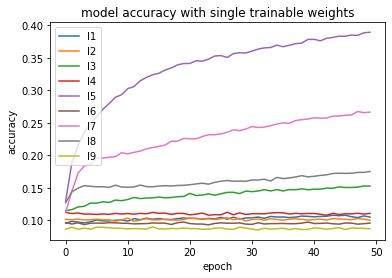 model accuracy with single trainable weights
0.40
0.35
0.30
0.25
0.20
0.15
0.10
accuracy
l1
l2
l3
l4
l5
l6
l7
l8
l9
0 10 20 30 40 50
epoch